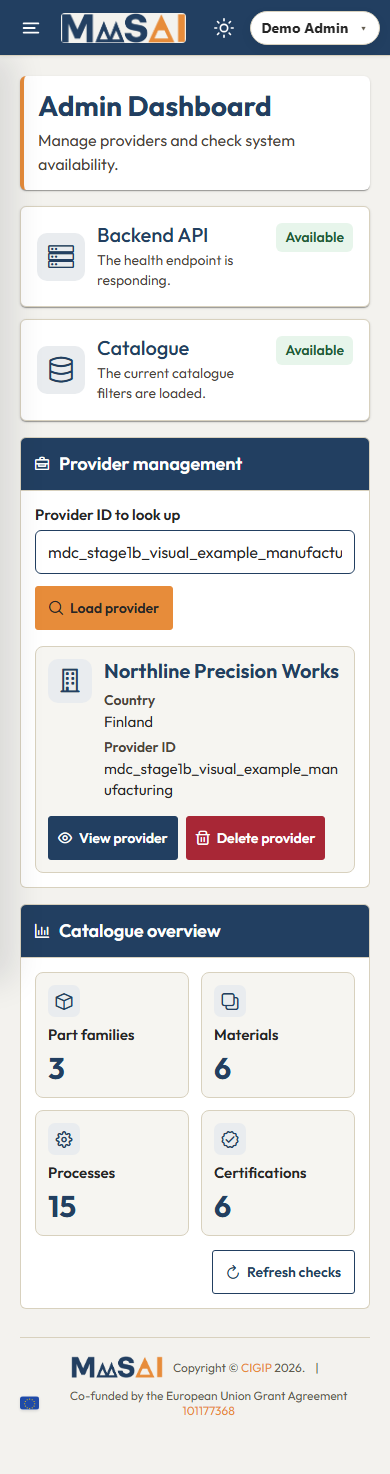 MaaSAI
Demo Admin
Admin Dashboard
Manage providers and check system
availability.
Backend API
Available
The health endpoint is
responding.
Catalogue
Available
The current catalogue
filters are loaded.
Provider management
Provider ID to look up
mdc_stage1b_visual_example_manufactu
Load provider
Northline Precision Works
Country
Finland
Provider ID
mdc_stage1b_visual_example_man
ufacturing
View provider
Delete provider
Catalogue overview
Part families
3
Materials
6
Processes
15
Certifications
6
Refresh checks
MaaSAI
Copyright © CIGIP 2026. |
Co-funded by the European Union Grant Agreement
101177368